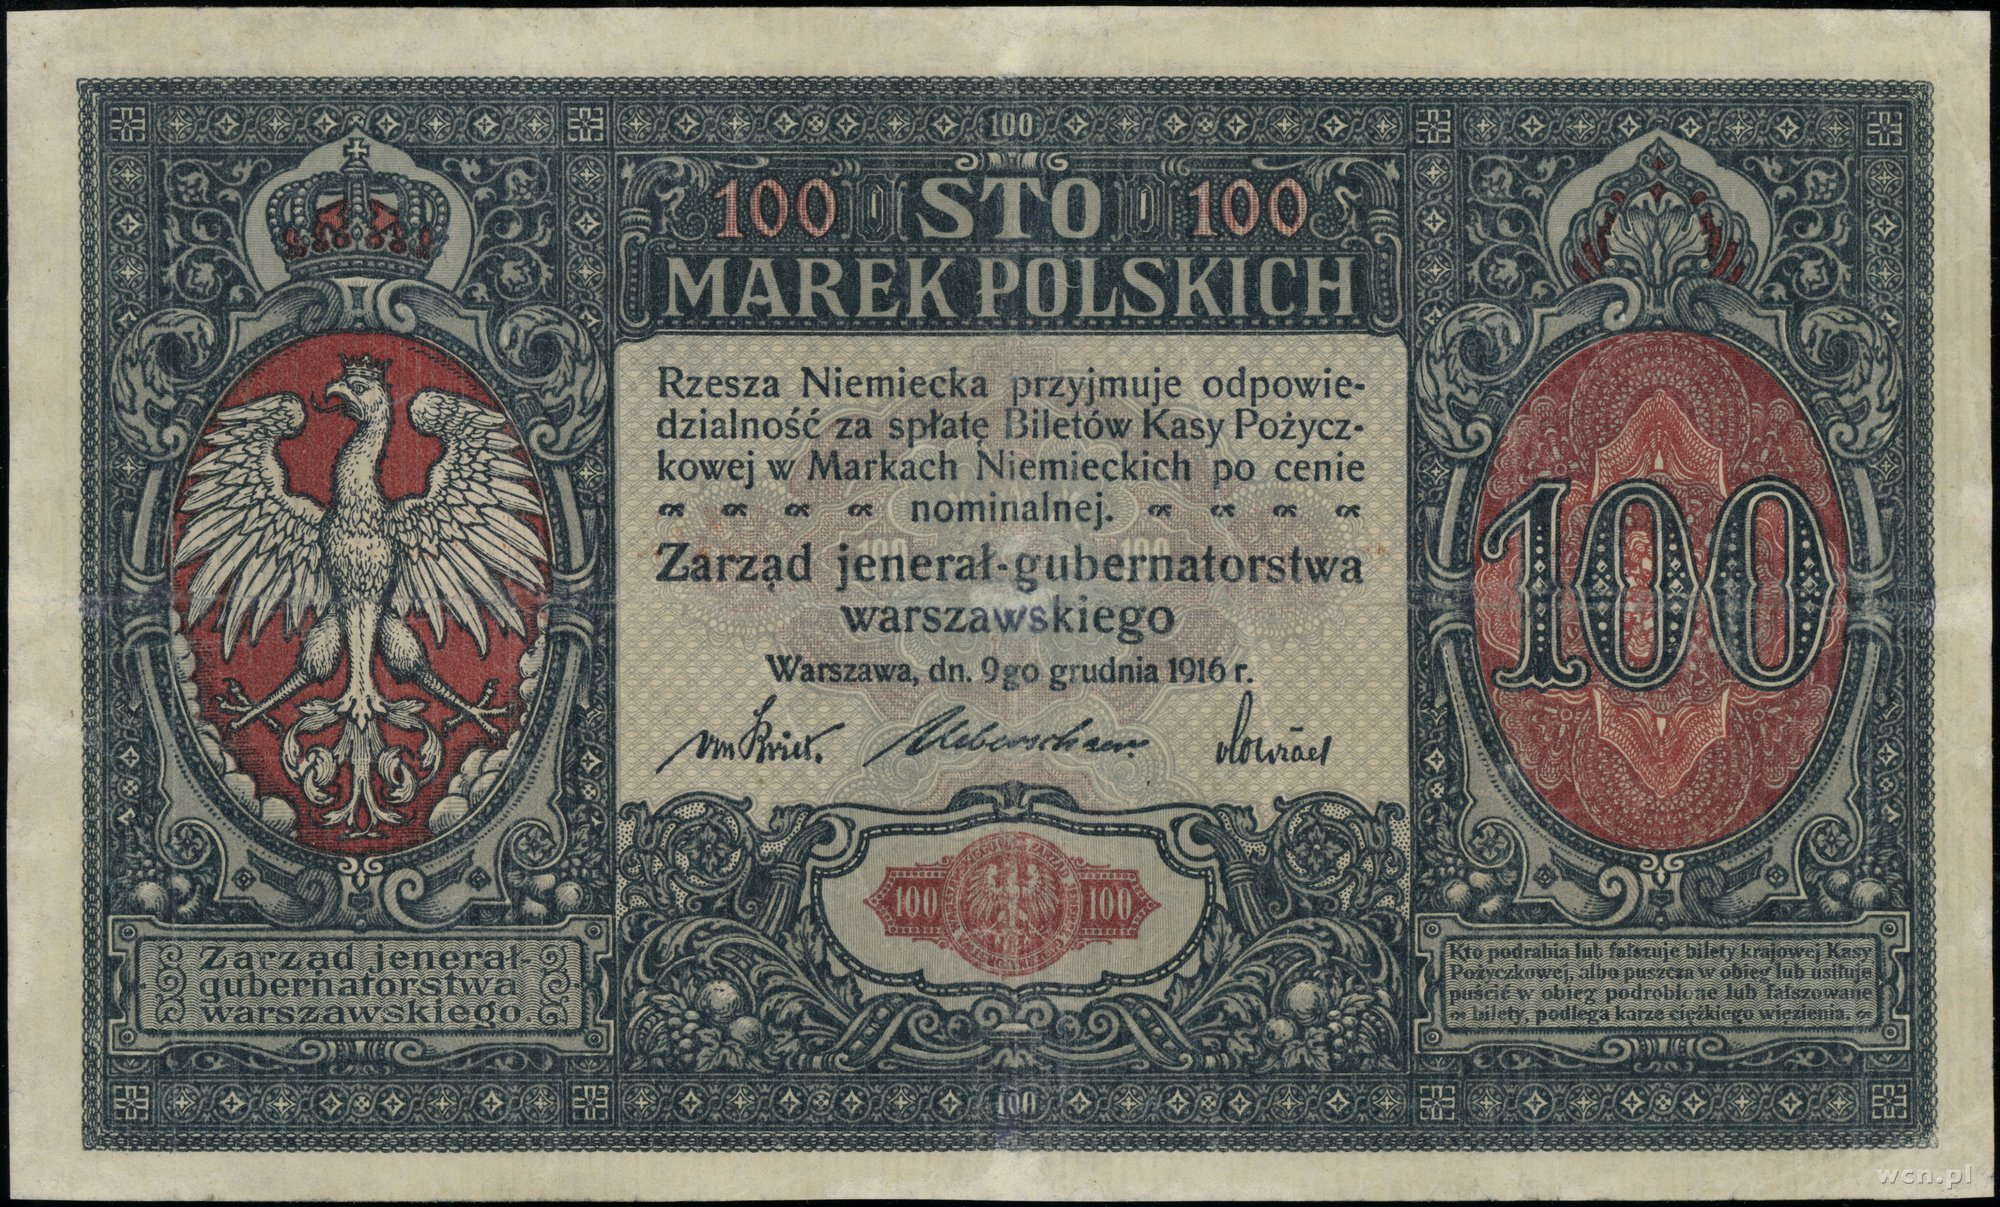 100
100 STO 100
MAREK POLSKICH
Rzesza Niemiecka przyjmuje odpowie-
dzialność za spłatę Biletów Kasy Pożycz-
kowej w Markach Niemieckich po cenie
nominalnej.
Zarząd jenerał-gubernatorstwa
warszawskiego
Warszawa, dn. 9go grudnia 1916 r.
100 100
100
100 100
Zarząd jenerał-
gubernatorstwa
warszawskiego
Kto podrabia lub fałszuje bilety krajowej Kasy
Pożyczkowej, albo puszcza w obieg lub usiłuje
puścić w obieg podrobione lub fałszowane
bilety, podlega karze ciężkiego więzienia.
100
wcn.pl